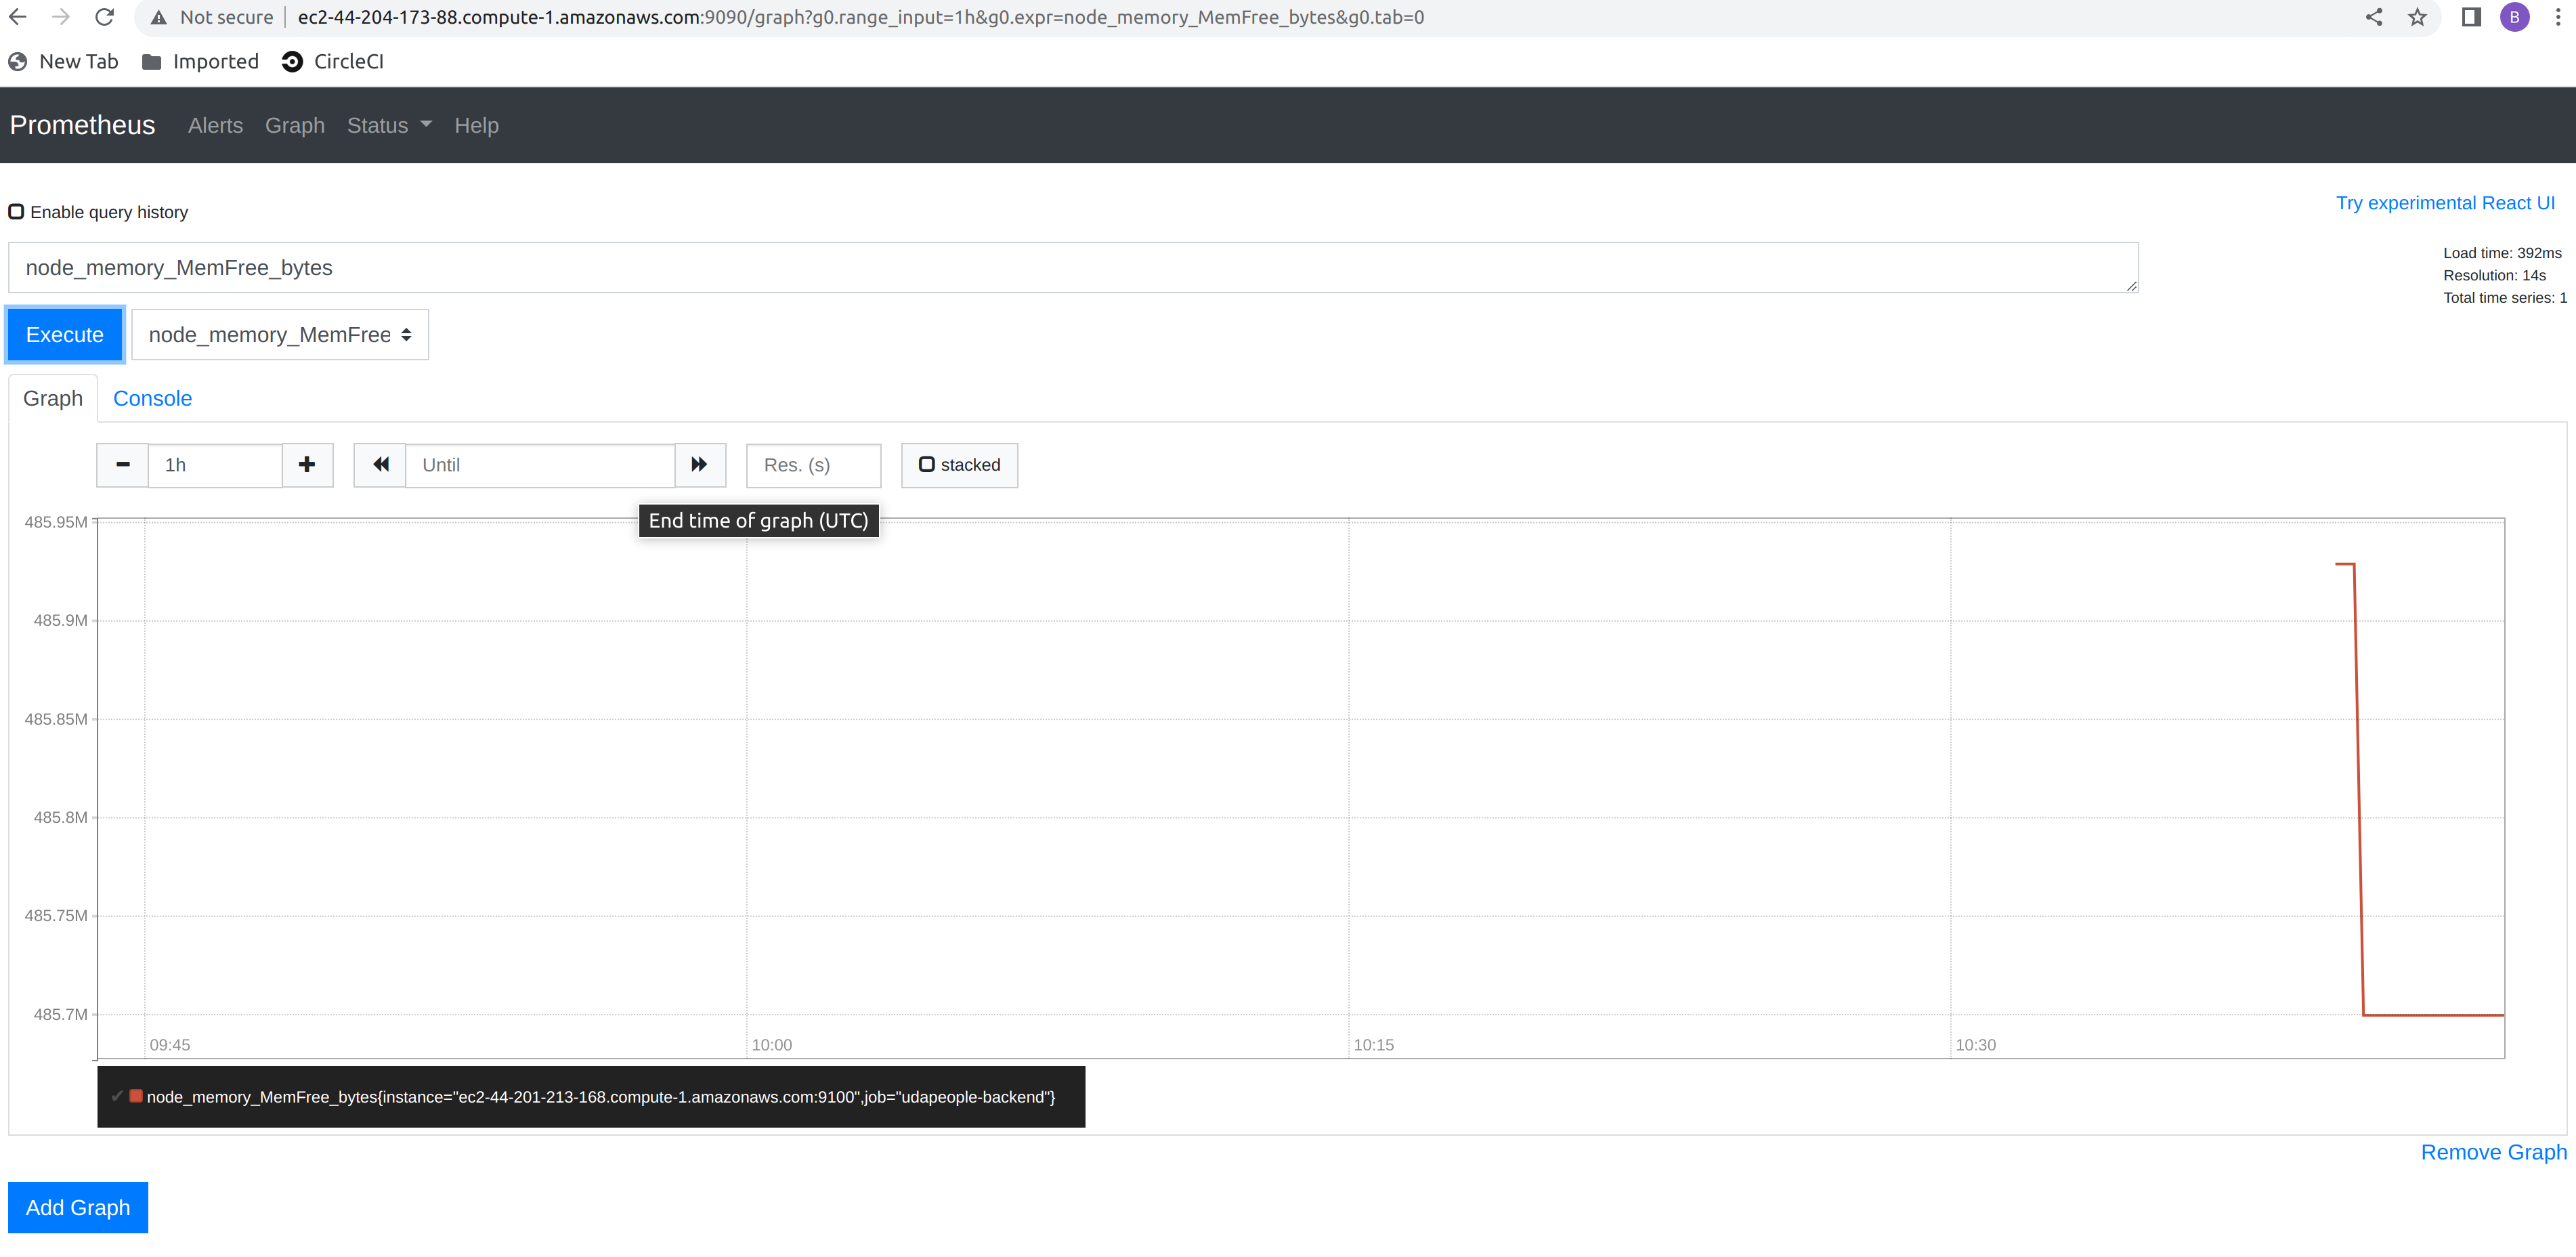 Not secure ec2-44-204-173-88.compute-1.amazonaws.com:9090/graph?g0.range_input=1h&g0.expr=node_memory_MemFree_bytes&g0.tab=0 B
New Tab Imported CircleCI
Prometheus Alerts Graph Status Help
Enable query history
Try experimental React UI
node_memory_MemFree_bytes
Load time: 392ms
Resolution: 14s
Total time series: 1
Execute node_memory_MemFree
Graph Console
1h Until Res. (s) stacked
End time of graph (UTC)
485.95M
485.9M
485.85M
485.8M
485.75M
485.7M
09:45 10:00 10:15 10:30
✔ node_memory_MemFree_bytes{instance="ec2-44-201-213-168.compute-1.amazonaws.com:9100",job="udapeople-backend"}
Remove Graph
Add Graph